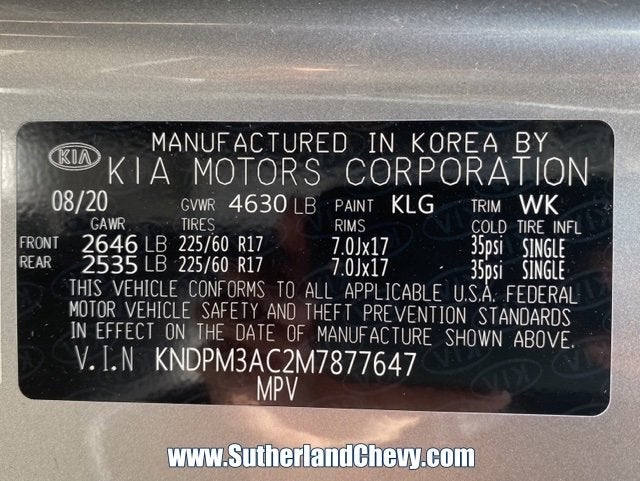 MANUFACTURED IN KOREA BY
KIA KIA MOTORS CORPORATION
08/20 GVWR 4630 LB PAINT KLG TRIM WK
GAWR TIRES RIMS COLD TIRE INFL
FRONT 2646 LB 225/60 R17 7.0Jx17 35psi SINGLE
REAR 2535 LB 225/60 R17 7.0Jx17 35psi SINGLE
THIS VEHICLE CONFORMS TO ALL APPLICABLE U.S.A. FEDERAL
MOTOR VEHICLE SAFETY AND THEFT PREVENTION STANDARDS
IN EFFECT ON THE DATE OF MANUFACTURE SHOWN ABOVE.
V.I.N KNDPM3AC2M7877647
MPV
www.SutherlandChevy.com